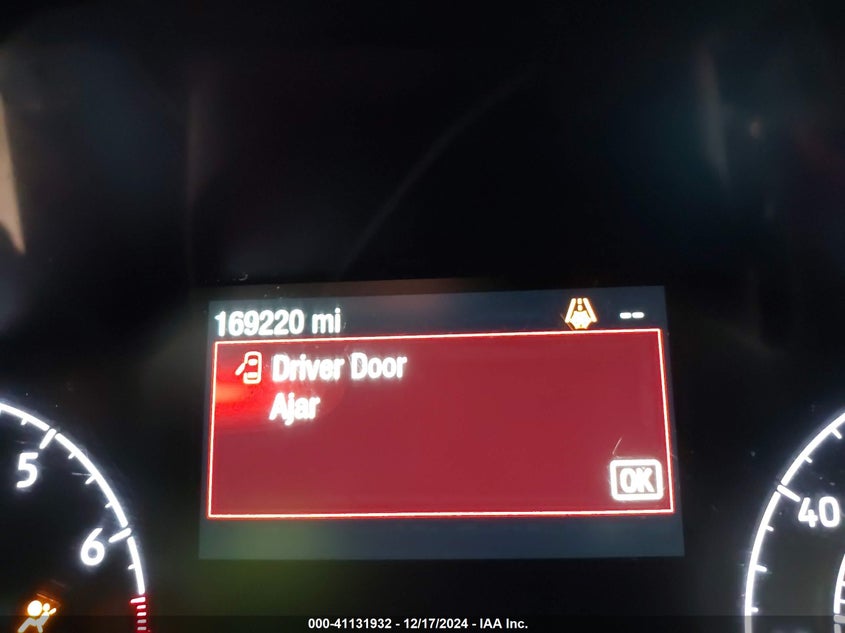 169220 mi --
Driver Door
Ajar
OK
5
6
40
000-41131932 - 12/17/2024 - IAA Inc.